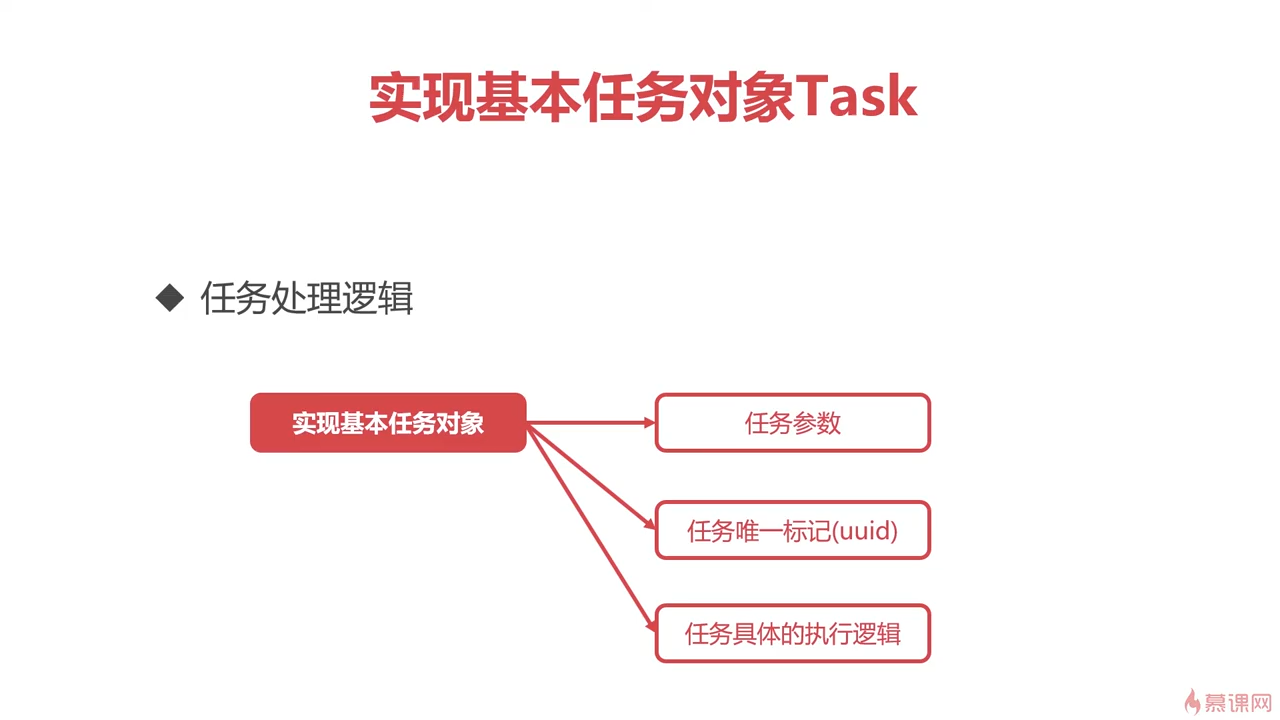 实现基本任务对象Task
任务处理逻辑
实现基本任务对象
任务参数
任务唯一标记(uuid)
任务具体的执行逻辑
慕课网